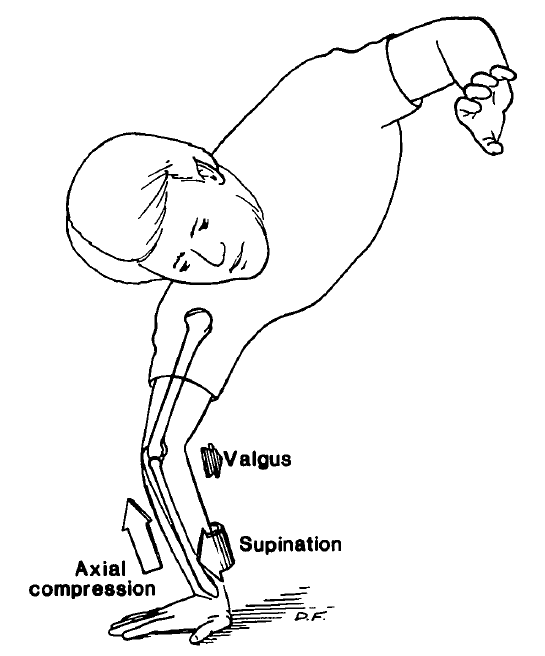 Valgus
Supination
Axial
compression
D.F.